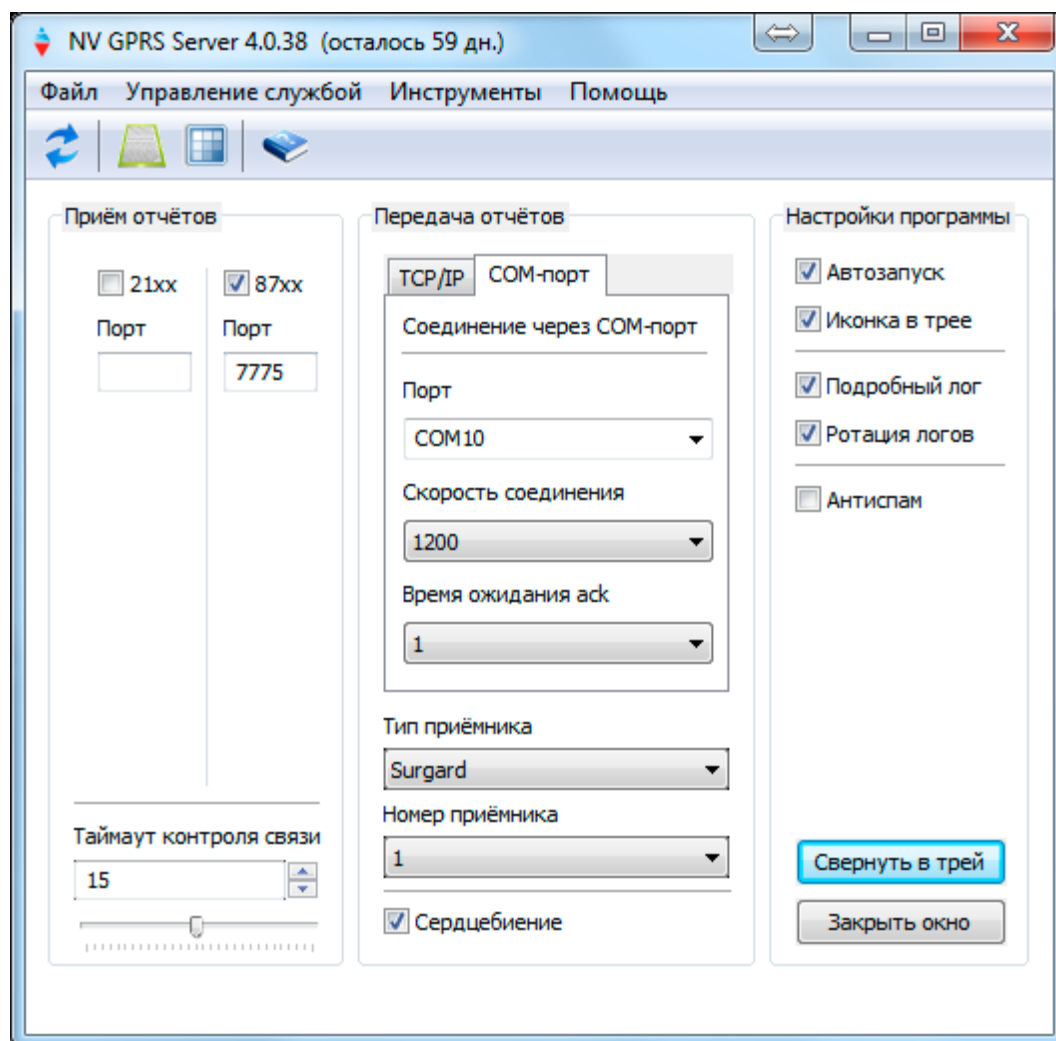 NV GPRS Server 4.0.38 (осталось 59 дн.)
Файл Управление службой Инструменты Помощь
Приём отчётов
21xx 87xx
Порт Порт
7775
Таймаут контроля связи
15
Передача отчётов
TCP/IP COM-порт
Соединение через COM-порт
Порт
COM10
Скорость соединения
1200
Время ожидания ack
1
Тип приёмника
Surgard
Номер приёмника
1
Сердцебиение
Настройки программы
Автозапуск
Иконка в трее
Подробный лог
Ротация логов
Антиспам
Свернуть в трей
Закрыть окно